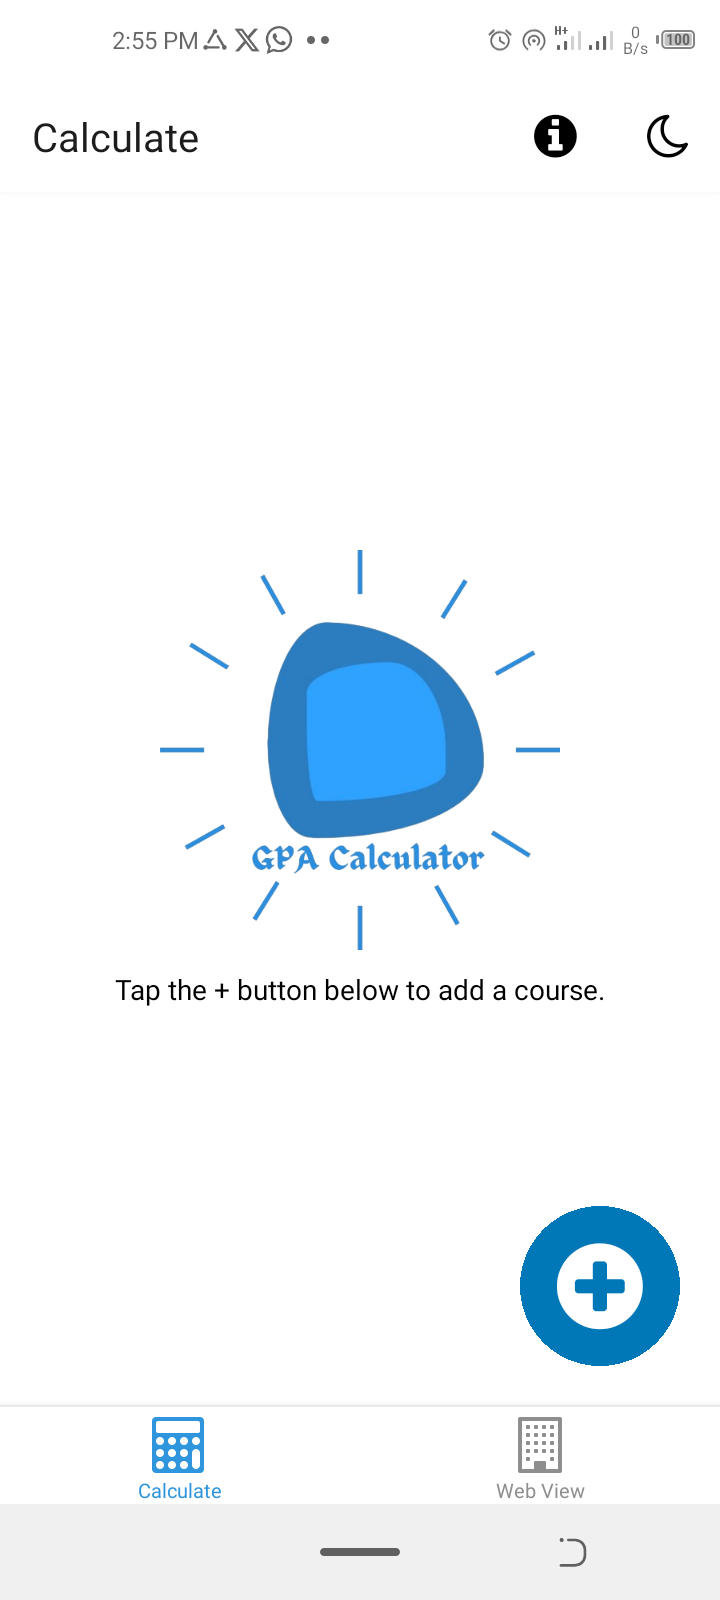 2:55 PM
H+
0
B/s
100
Calculate
GPA Calculator
Tap the + button below to add a course.
Calculate
Web View